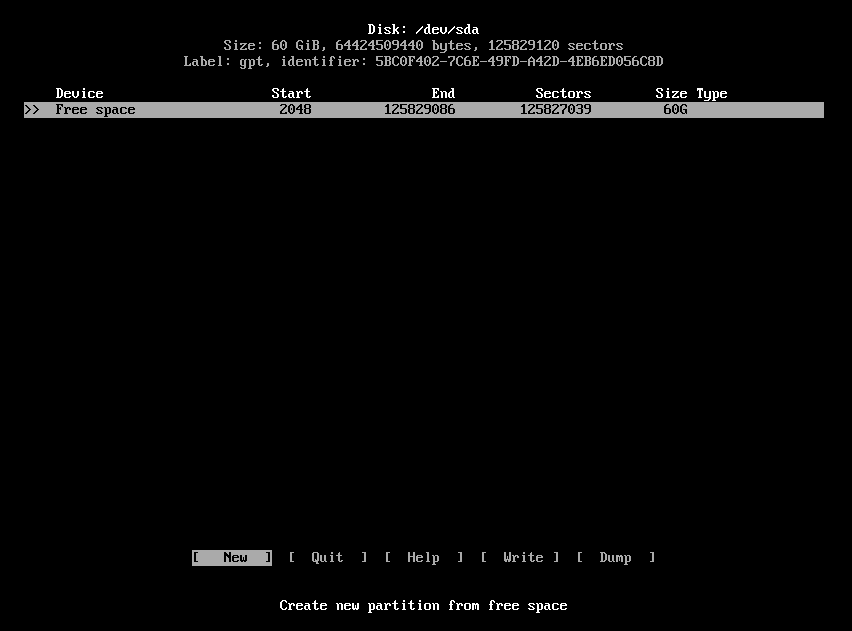 Disk: /dev/sda
Size: 60 GiB, 64424509440 bytes, 125829120 sectors
Label: gpt, identifier: 5BC0F402-7C6E-49FD-A42D-4EB6ED056C8D
Device Start End Sectors Size Type
>> Free space 2048 125829086 125827039 60G
[ New ] [ Quit ] [ Help ] [ Write ] [ Dump ]
Create new partition from free space